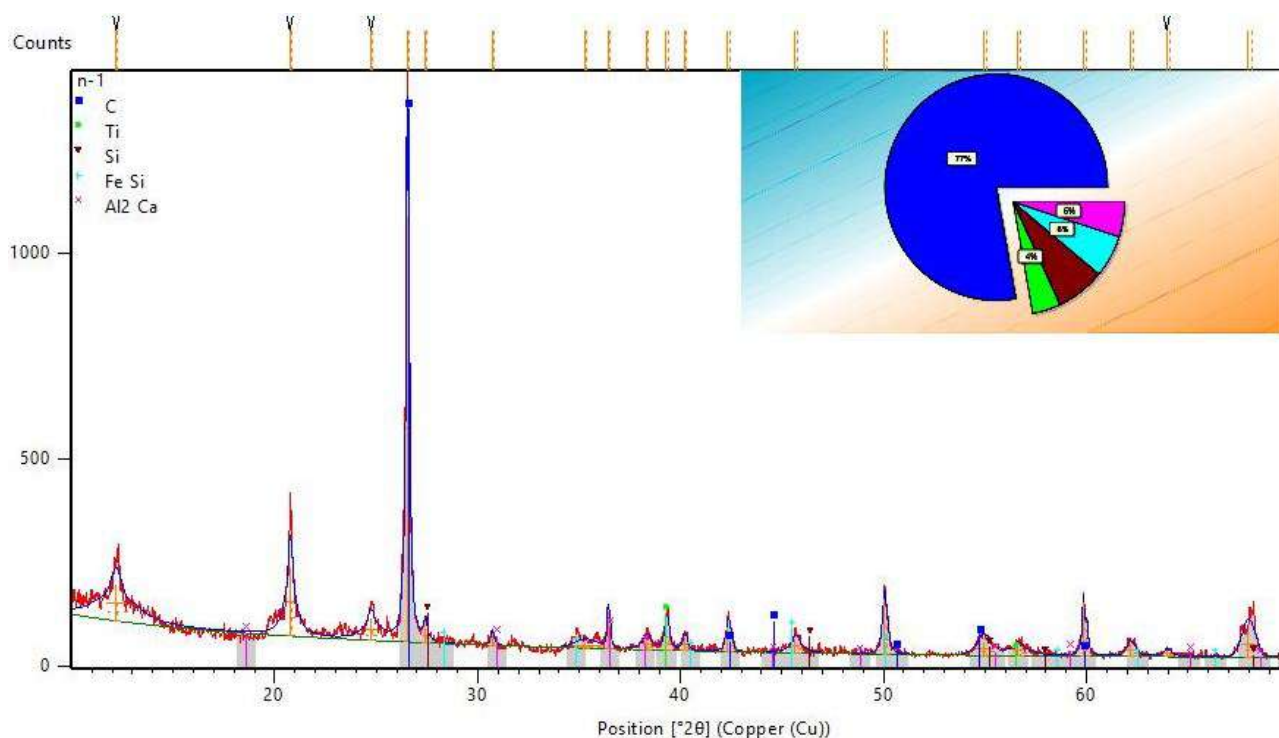 Counts
n-1
C
Ti
Si
Fe Si
Al2 Ca
1000
500
0
77%
6%
6%
4%
20
30
40
50
60
Position [°2θ] (Copper (Cu))